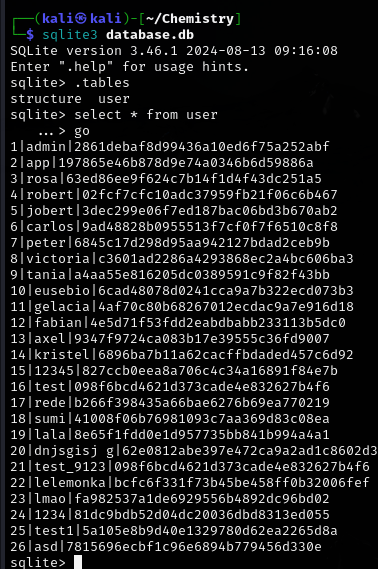 ┌──(kali㉿kali)-[~/Chemistry]
└─$ sqlite3 database.db
SQLite version 3.46.1 2024-08-13 09:16:08
Enter ".help" for usage hints.
sqlite> .tables
structure  user
sqlite> select * from user
   ...> go
1|admin|2861debaf8d99436a10ed6f75a252abf
2|app|197865e46b878d9e74a0346b6d59886a
3|rosa|63ed86ee9f624c7b14f1d4f43dc251a5
4|robert|02fcf7cfc10adc37959fb21f06c6b467
5|jobert|3dec299e06f7ed187bac06bd3b670ab2
6|carlos|9ad48828b0955513f7cf0f7f6510c8f8
7|peter|6845c17d298d95aa942127bdad2ceb9b
8|victoria|c3601ad2286a4293868ec2a4bc606ba3
9|tania|a4aa55e816205dc0389591c9f82f43bb
10|eusebio|6cad48078d0241cca9a7b322ecd073b3
11|gelacia|4af70c80b68267012ecdac9a7e916d18
12|fabian|4e5d71f53fdd2eabdbabb233113b5dc0
13|axel|9347f9724ca083b17e39555c36fd9007
14|kristel|6896ba7b11a62cacffbdaded457c6d92
15|12345|827ccb0eea8a706c4c34a16891f84e7b
16|test|098f6bcd4621d373cade4e832627b4f6
17|rede|b266f398435a66bae6276b69ea770219
18|sumi|41008f06b76981093c7aa369d83c08ea
19|lala|8e65f1fdd0e1d957735bb841b994a4a1
20|dnjsgisj g|62e0812abe397e472ca9a2ad1c8602d3
21|test_9123|098f6bcd4621d373cade4e832627b4f6
22|lelemonka|bcfc6f331f73b45be458ff0b32006fef
23|lmao|fa982537a1de6929556b4892dc96bd02
24|1234|81dc9bdb52d04dc20036dbd8313ed055
25|test1|5a105e8b9d40e1329780d62ea2265d8a
26|asd|7815696ecbf1c96e6894b779456d330e
sqlite>